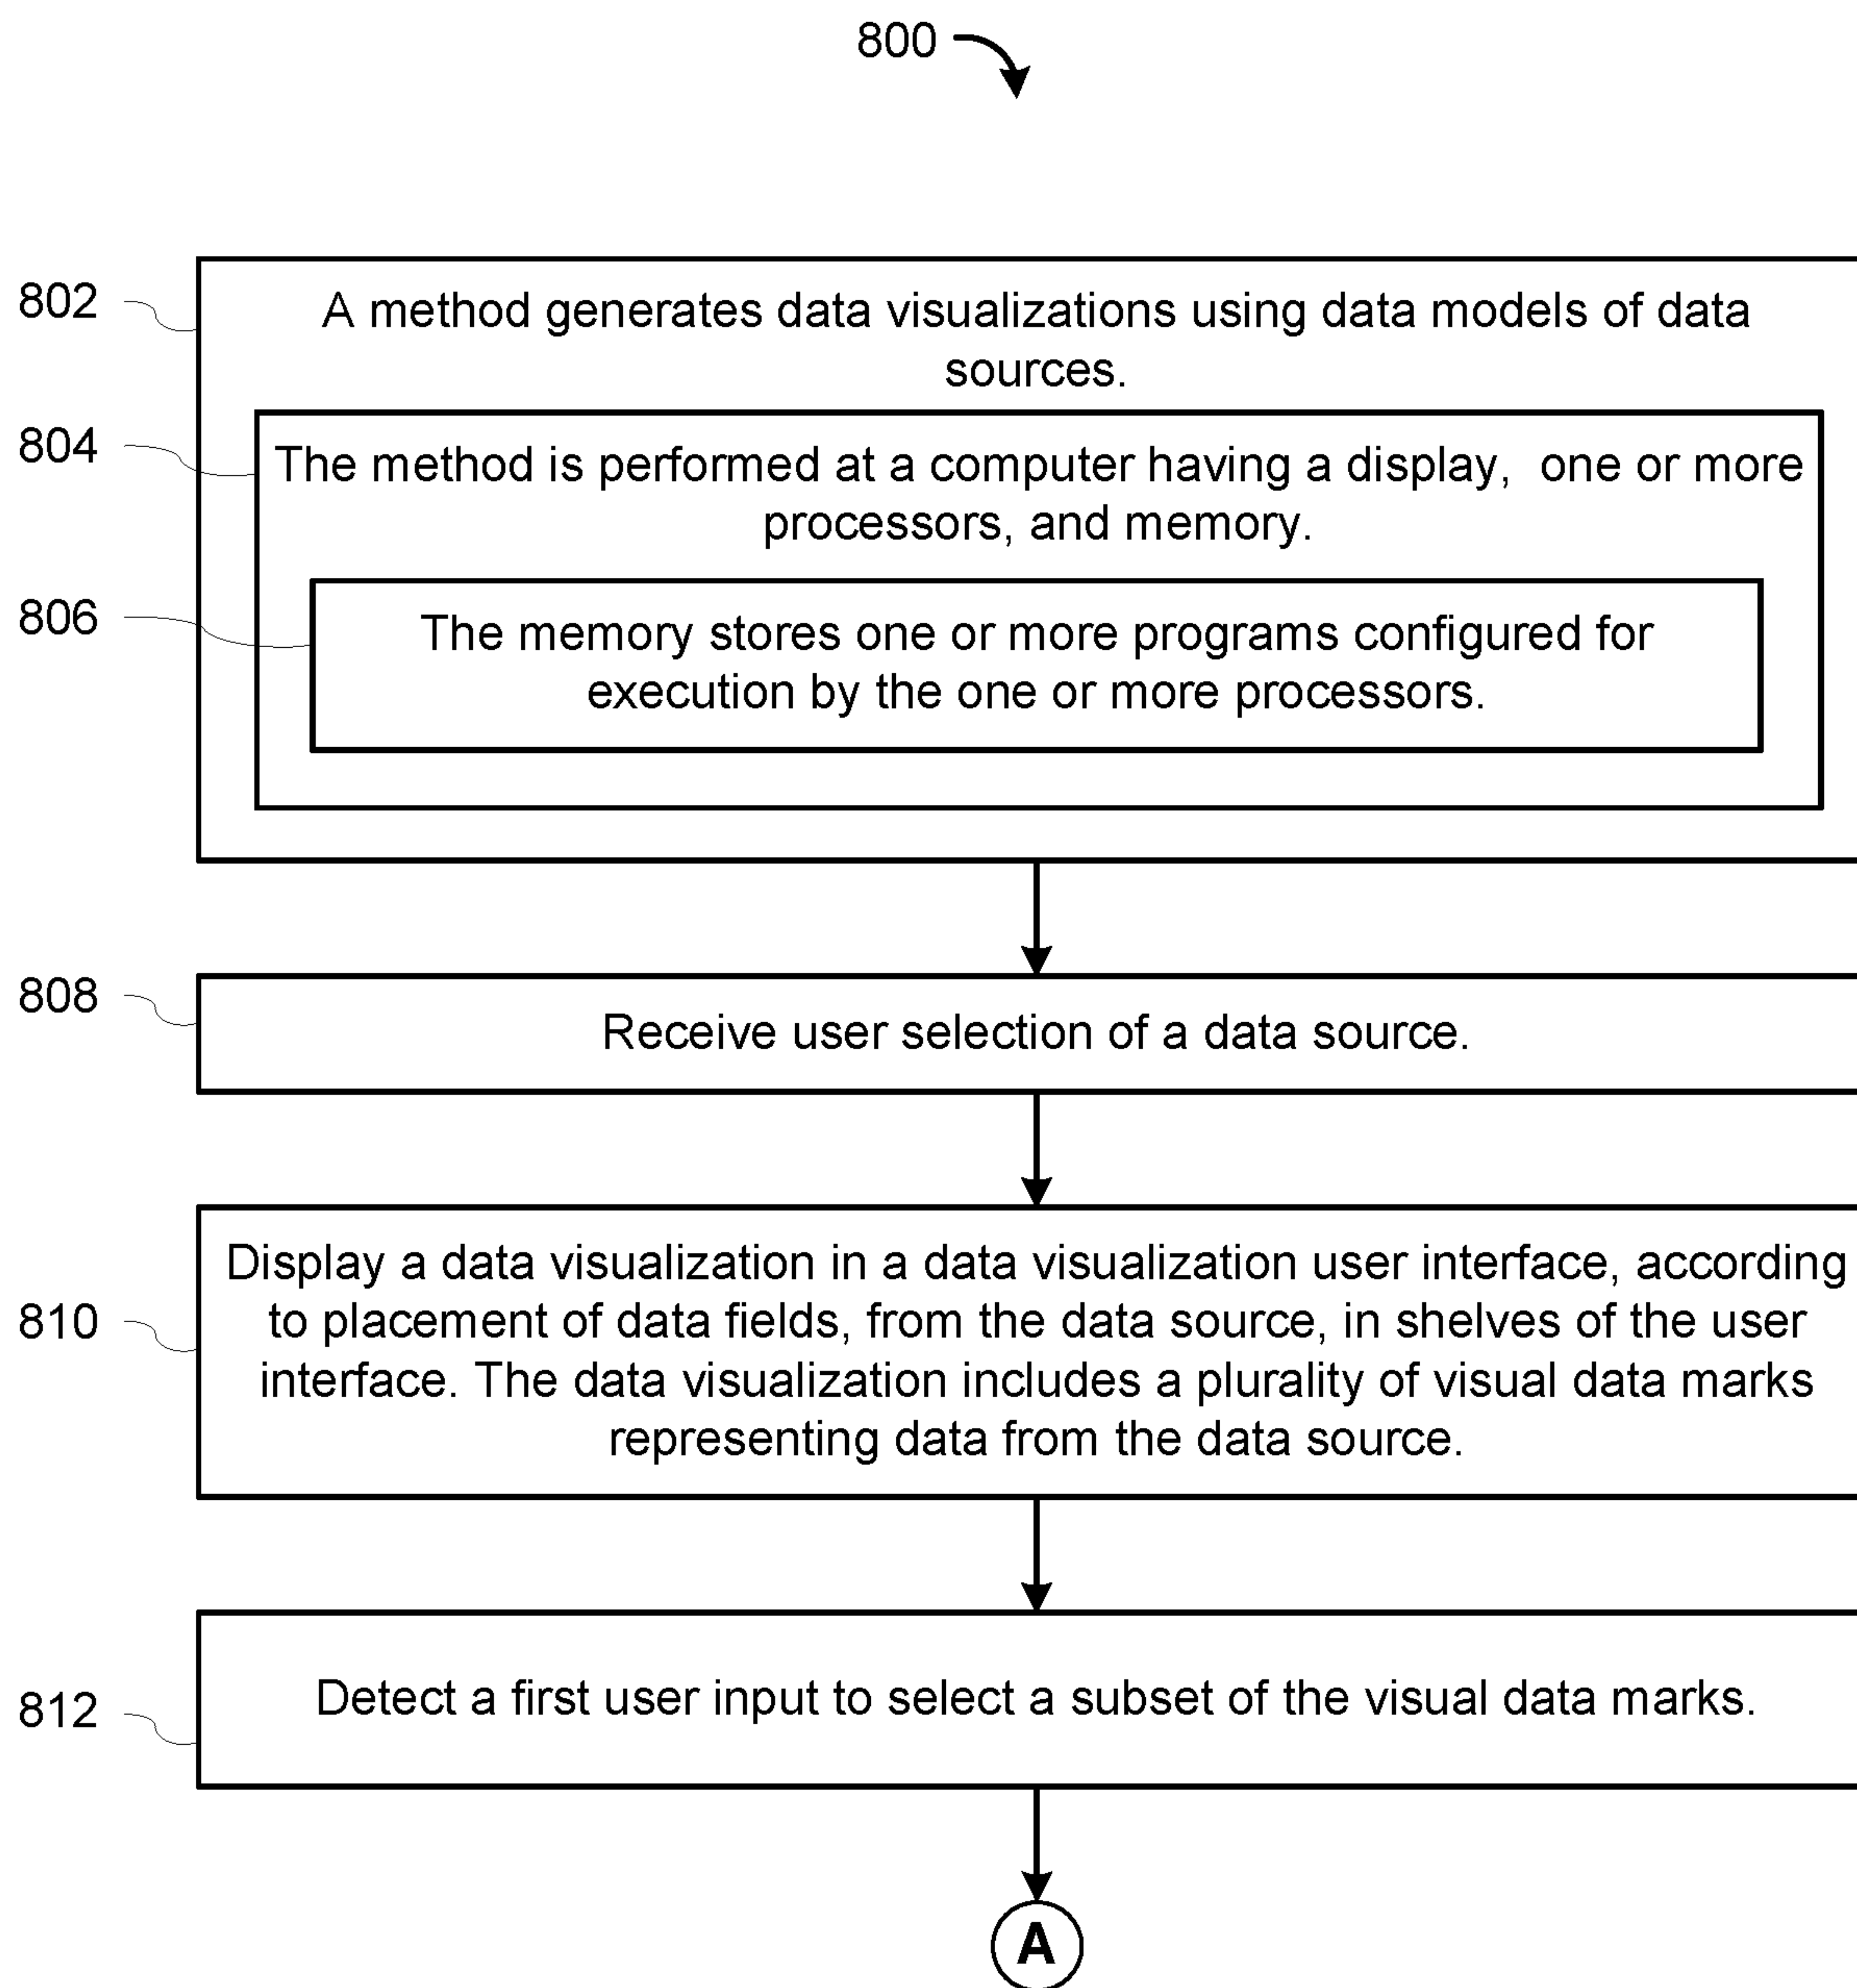 800
802
A method generates data visualizations using data models of data
sources.
804
The method is performed at a computer having a display, one or more
processors, and memory.
806
The memory stores one or more programs configured for
execution by the one or more processors.
808
Receive user selection of a data source.
810
Display a data visualization in a data visualization user interface, according
to placement of data fields, from the data source, in shelves of the user
interface. The data visualization includes a plurality of visual data marks
representing data from the data source.
812
Detect a first user input to select a subset of the visual data marks.
A